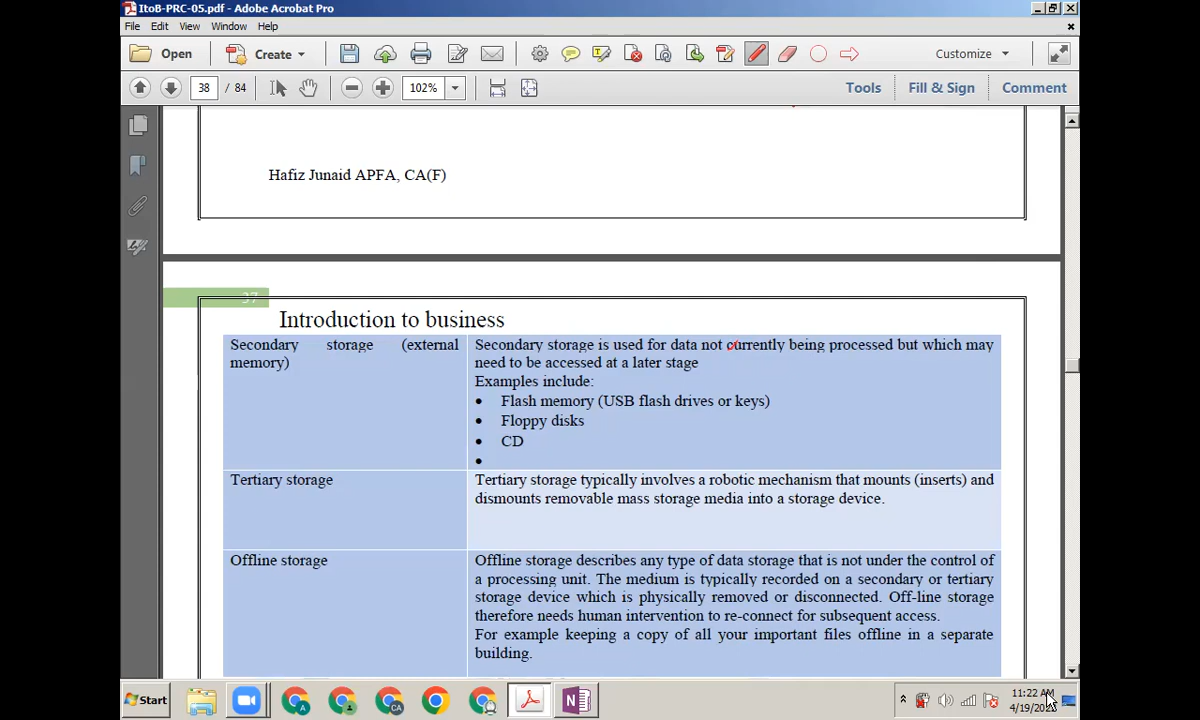 ItoB-PRC-05.pdf - Adobe Acrobat Pro
File Edit View Window Help
Open Create Customize
38 / 84 102% Tools Fill & Sign Comment
Hafiz Junaid APFA, CA(F)
37
Introduction to business
Secondary storage (external
memory)
Secondary storage is used for data not currently being processed but which may
need to be accessed at a later stage
Examples include:
• Flash memory (USB flash drives or keys)
• Floppy disks
• CD
•
Tertiary storage
Tertiary storage typically involves a robotic mechanism that mounts (inserts) and
dismounts removable mass storage media into a storage device.
Offline storage
Offline storage describes any type of data storage that is not under the control of
a processing unit. The medium is typically recorded on a secondary or tertiary
storage device which is physically removed or disconnected. Off-line storage
therefore needs human intervention to re-connect for subsequent access.
For example keeping a copy of all your important files offline in a separate
building.
Start
11:22 AM